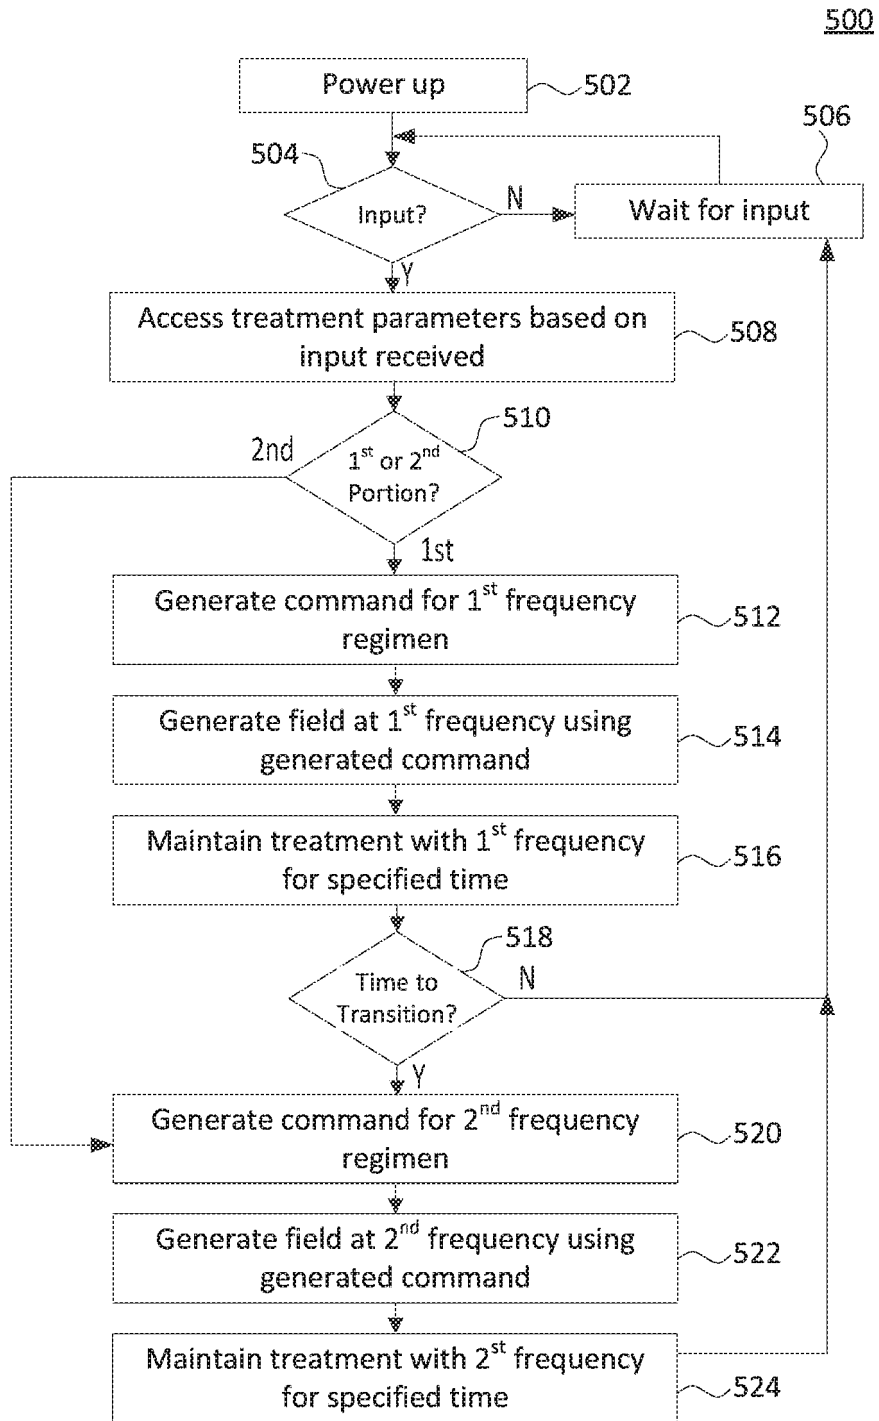 500
Power up
502
506
504
Input?
N
Wait for input
Y
Access treatment parameters based on
input received
508
510
2nd
1st or 2nd
Portion?
1st
Generate command for 1st frequency
regimen
512
Generate field at 1st frequency using
generated command
514
Maintain treatment with 1st frequency
for specified time
516
518
Time to
Transition?
N
Y
Generate command for 2nd frequency
regimen
520
Generate field at 2nd frequency using
generated command
522
Maintain treatment with 2st frequency
for specified time
524